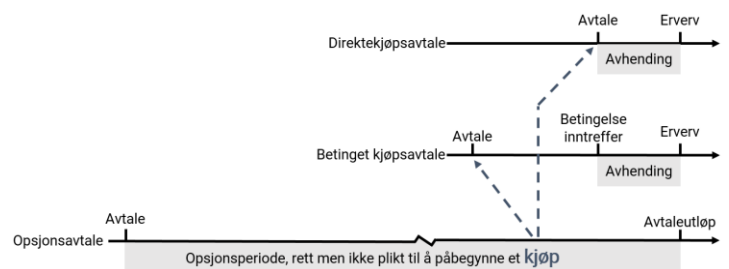 Avtale Erverv
Direktekjøpsavtale
Avhending
Betingelse
Avtale inntreffer Erverv
Betinget kjøpsavtale
Avhending
Avtale Avtaleutløp
Opsjonsavtale
Opsjonsperiode, rett men ikke plikt til å påbegynne et kjøp